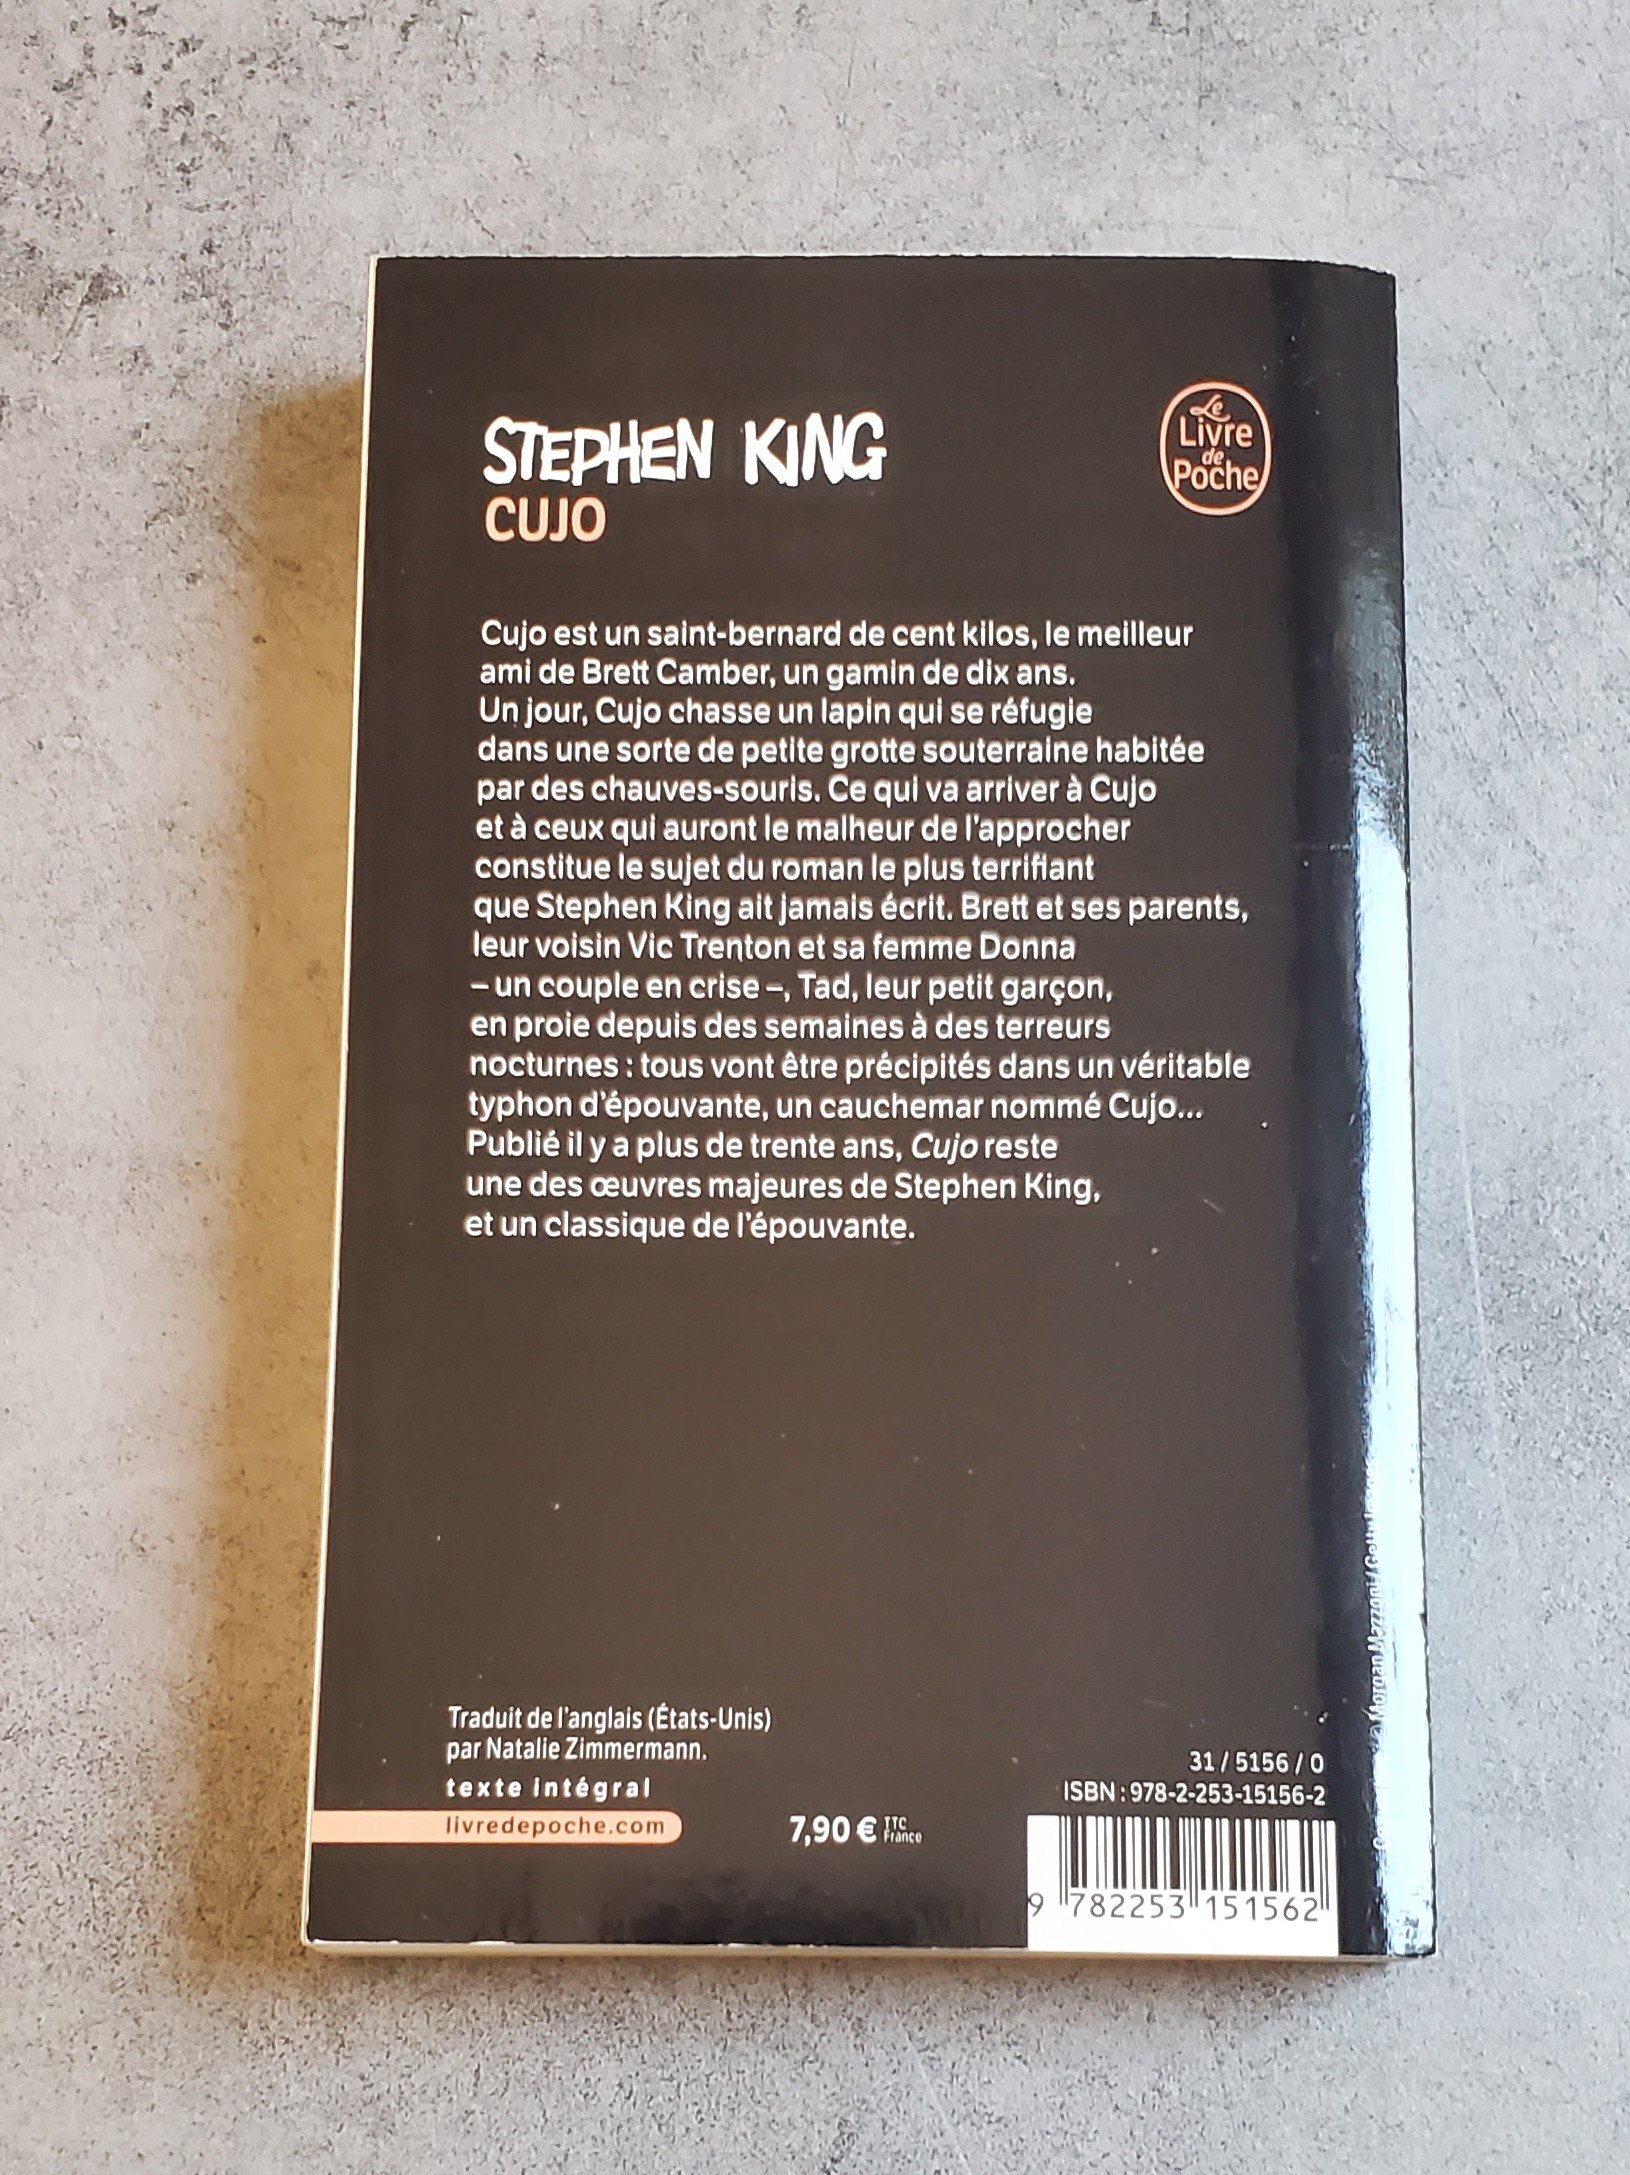 STEPHEN KING
CUJO
Le
Livre
de
Poche
Cujo est un saint-bernard de cent kilos, le meilleur
ami de Brett Camber, un gamin de dix ans.
Un jour, Cujo chasse un lapin qui se réfugie
dans une sorte de petite grotte souterraine habitée
par des chauves-souris. Ce qui va arriver à Cujo
et à ceux qui auront le malheur de l'approcher
constitue le sujet du roman le plus terrifiant
que Stephen King ait jamais écrit. Brett et ses parents,
leur voisin Vic Trenton et sa femme Donna
– un couple en crise –, Tad, leur petit garçon,
en proie depuis des semaines à des terreurs
nocturnes : tous vont être précipités dans un véritable
typhon d'épouvante, un cauchemar nommé Cujo...
Publié il y a plus de trente ans, Cujo reste
une des œuvres majeures de Stephen King,
et un classique de l'épouvante.
Traduit de l'anglais (États-Unis)
par Natalie Zimmermann.
texte intégral
livredepoche.com
7,90 € TTC
France
31 / 5156 / 0
ISBN : 978-2-253-15156-2
9 782253 151562
© Morgan Mazzoni / Getty